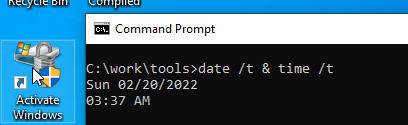 Recycle Bin
Compiled
Command Prompt
C:\work\tools>date /t & time /t
Sun 02/20/2022
03:37 AM
Activate
Windows